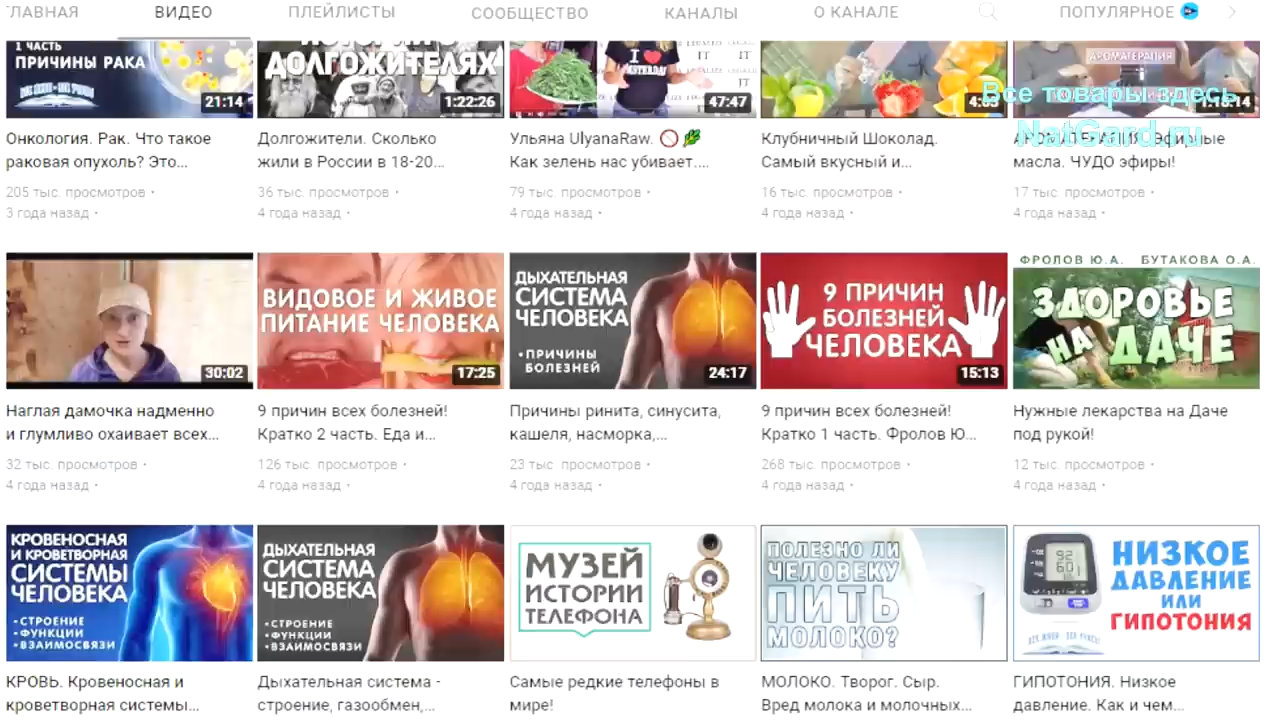 ГЛАВНАЯ
ВИДЕО
ПЛЕЙЛИСТЫ
СООБЩЕСТВО
КАНАЛЫ
О КАНАЛЕ
ПОПУЛЯРНОЕ
1 ЧАСТЬ
ПРИЧИНЫ РАКА
21:14
ДОЛГОЖИТЕЛЯХ
1:22:26
I
47:47
АРОМАТЕРАПИЯ
Все товары здесь
NatGard.ru
Онкология. Рак. Что такое
раковая опухоль? Это...
205 тыс. просмотров •
3 года назад •
Долгожители. Сколько
жили в России в 18-20...
36 тыс. просмотров •
4 года назад •
Ульяна UlyanaRaw.
Как зелень нас убивает....
79 тыс. просмотров •
4 года назад •
Клубничный Шоколад.
Самый вкусный и...
16 тыс. просмотров •
4 года назад •
Эфирные
масла. ЧУДО эфиры!
17 тыс. просмотров •
4 года назад •
30:02
Наглая дамочка надменно
и глумливо охаивает всех...
32 тыс. просмотров •
4 года назад •
ВИДОВОЕ И ЖИВОЕ
ПИТАНИЕ ЧЕЛОВЕКА
17:25
9 причин всех болезней!
Кратко 2 часть. Еда и...
126 тыс. просмотров •
4 года назад •
ДЫХАТЕЛЬНАЯ
СИСТЕМА
ЧЕЛОВЕКА
•ПРИЧИНЫ
БОЛЕЗНЕЙ
24:17
Причины ринита, синусита,
кашеля, насморка,...
23 тыс. просмотров •
4 года назад •
9 ПРИЧИН
БОЛЕЗНЕЙ
ЧЕЛОВЕКА
15:13
9 причин всех болезней!
Кратко 1 часть. Фролов Ю...
268 тыс. просмотров •
4 года назад •
ФРОЛОВ Ю.А. БУТАКОВА О.А.
ЗДОРОВЬЕ
НА ДАЧЕ
Нужные лекарства на Даче
под рукой!
12 тыс. просмотров •
4 года назад •
КРОВЕНОСНАЯ
И КРОВЕТВОРНАЯ
СИСТЕМЫ
ЧЕЛОВЕКА
•СТРОЕНИЕ
•ФУНКЦИИ
•ВЗАИМОСВЯЗИ
КРОВЬ. Кровеносная и
кроветворная системы...
ДЫХАТЕЛЬНАЯ
СИСТЕМА
ЧЕЛОВЕКА
•СТРОЕНИЕ
•ФУНКЦИИ
•ВЗАИМОСВЯЗИ
Дыхательная система -
строение, газообмен,...
МУЗЕЙ
ИСТОРИИ
ТЕЛЕФОНА
Самые редкие телефоны в
мире!
ПОЛЕЗНО ЛИ
ЧЕЛОВЕКУ
ПИТЬ
МОЛОКО?
МОЛОКО. Творог. Сыр.
Вред молока и молочных...
НИЗКОЕ
ДАВЛЕНИЕ
ИЛИ
ГИПОТОНИЯ
ГИПОТОНИЯ. Низкое
давление. Как и чем...